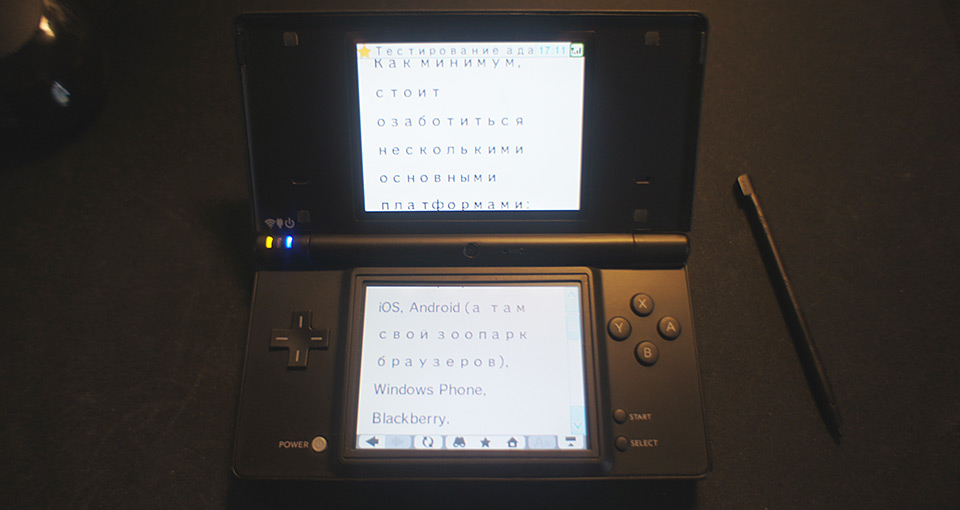 Тестирование ада 17:11
Как минимум,
стоит
озаботиться
несколькими
основными
платформами:
iOS, Android (а там
свой зоопарк
браузеров),
Windows Phone,
Blackberry.
X
Y A
B
START
SELECT
POWER